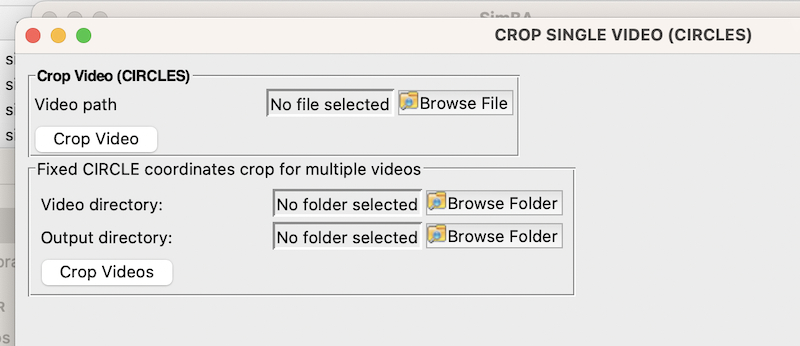 SimBA
CROP SINGLE VIDEO (CIRCLES)
Crop Video (CIRCLES)
Video path No file selected Browse File
Crop Video
Fixed CIRCLE coordinates crop for multiple videos
Video directory: No folder selected Browse Folder
Output directory: No folder selected Browse Folder
Crop Videos